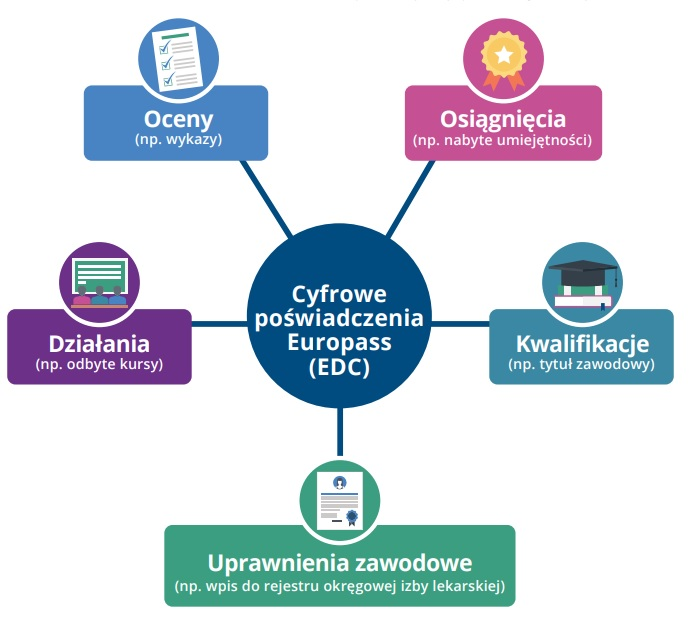 Oceny
(np. wykazy)
Osiągnięcia
(np. nabyte umiejętności)
Cyfrowe
poświadczenia
Europass
(EDC)
Działania
(np. odbyte kursy)
Kwalifikacje
(np. tytuł zawodowy)
Uprawnienia zawodowe
(np. wpis do rejestru okręgowej izby lekarskiej)